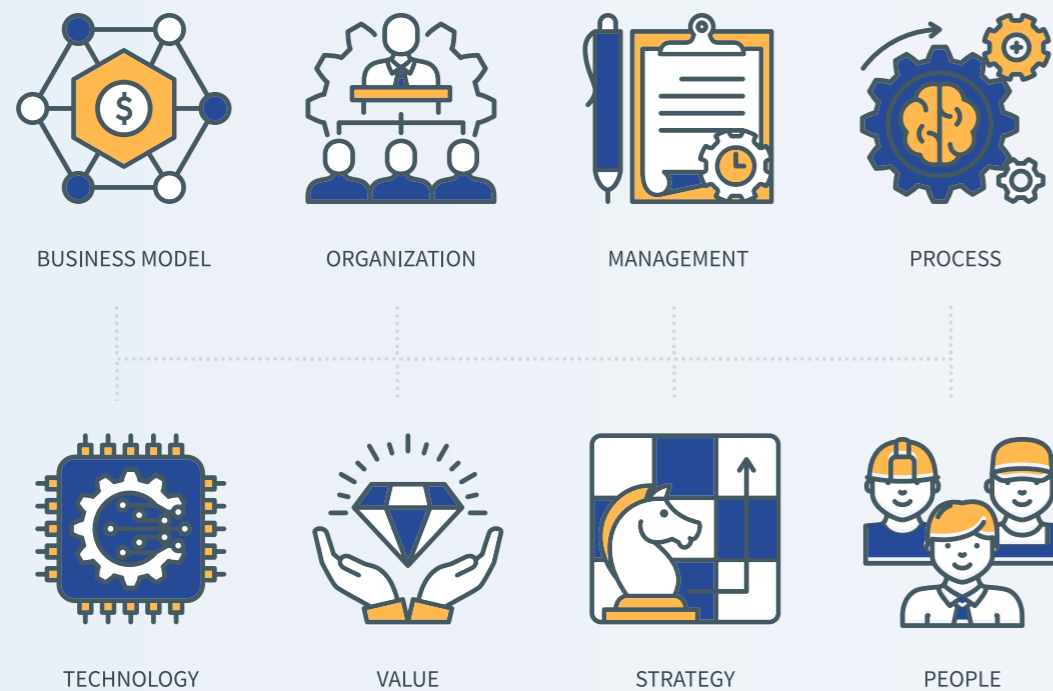 BUSINESS MODEL
ORGANIZATION
MANAGEMENT
PROCESS
TECHNOLOGY
VALUE
STRATEGY
PEOPLE